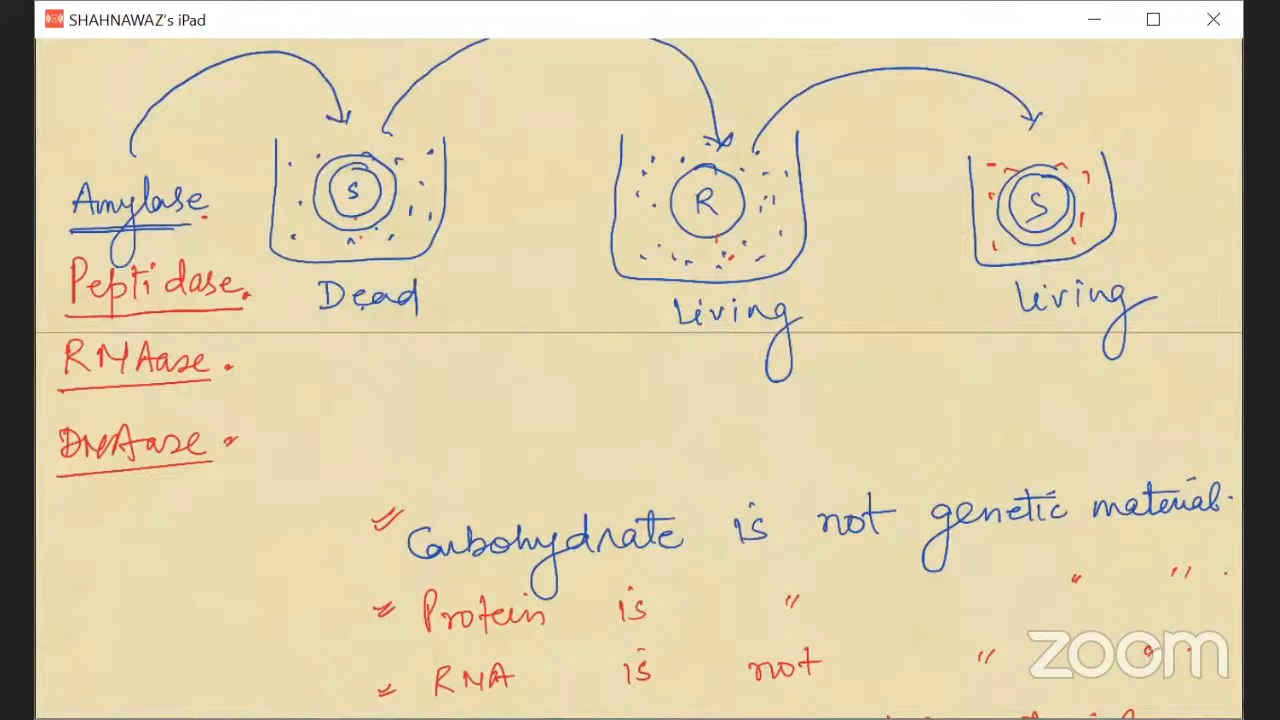 SHAHNAWAZ's iPad
S
R
S
Amylase.
Peptidase.
Dead
Living
Living
RNAase.
DNAase.
Carbohydrate is not genetic material.
Protein is " " " .
RNA is not " "
zoom